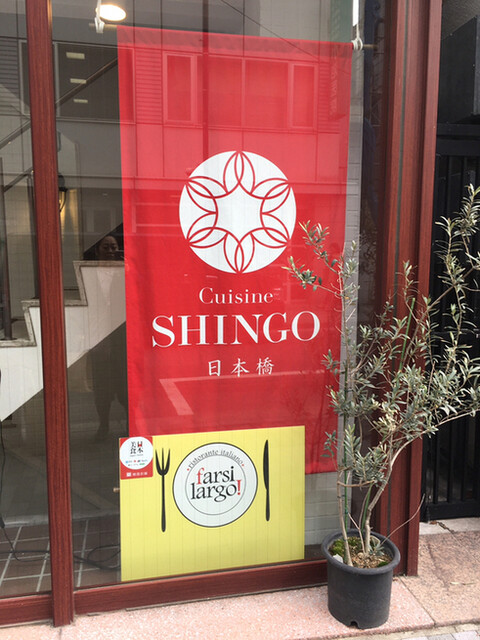 Cuisine
SHINGO
日本橋
ristorante italiano
farsi
largo!